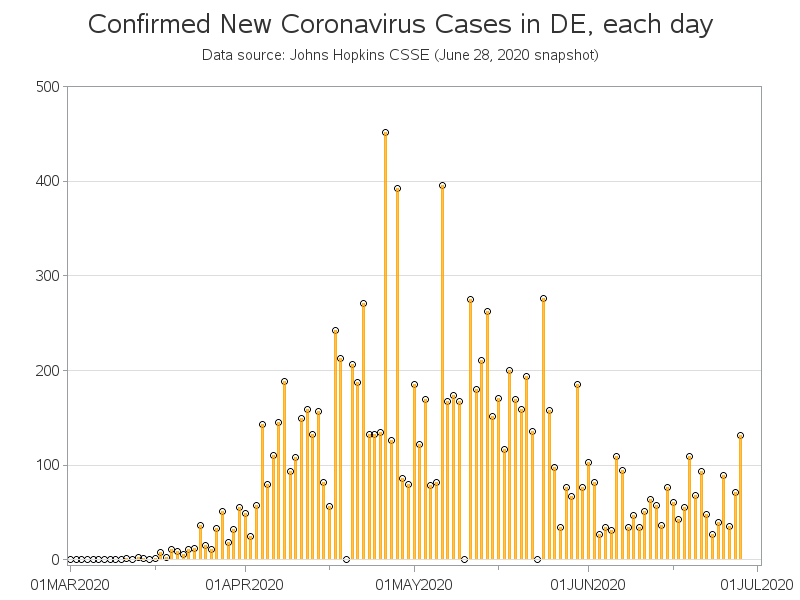 Confirmed New Coronavirus Cases in DE, each day
Data source: Johns Hopkins CSSE (June 28, 2020 snapshot)
500
400
300
200
100
0
01MAR2020 01APR2020 01MAY2020 01JUN2020 01JUL2020